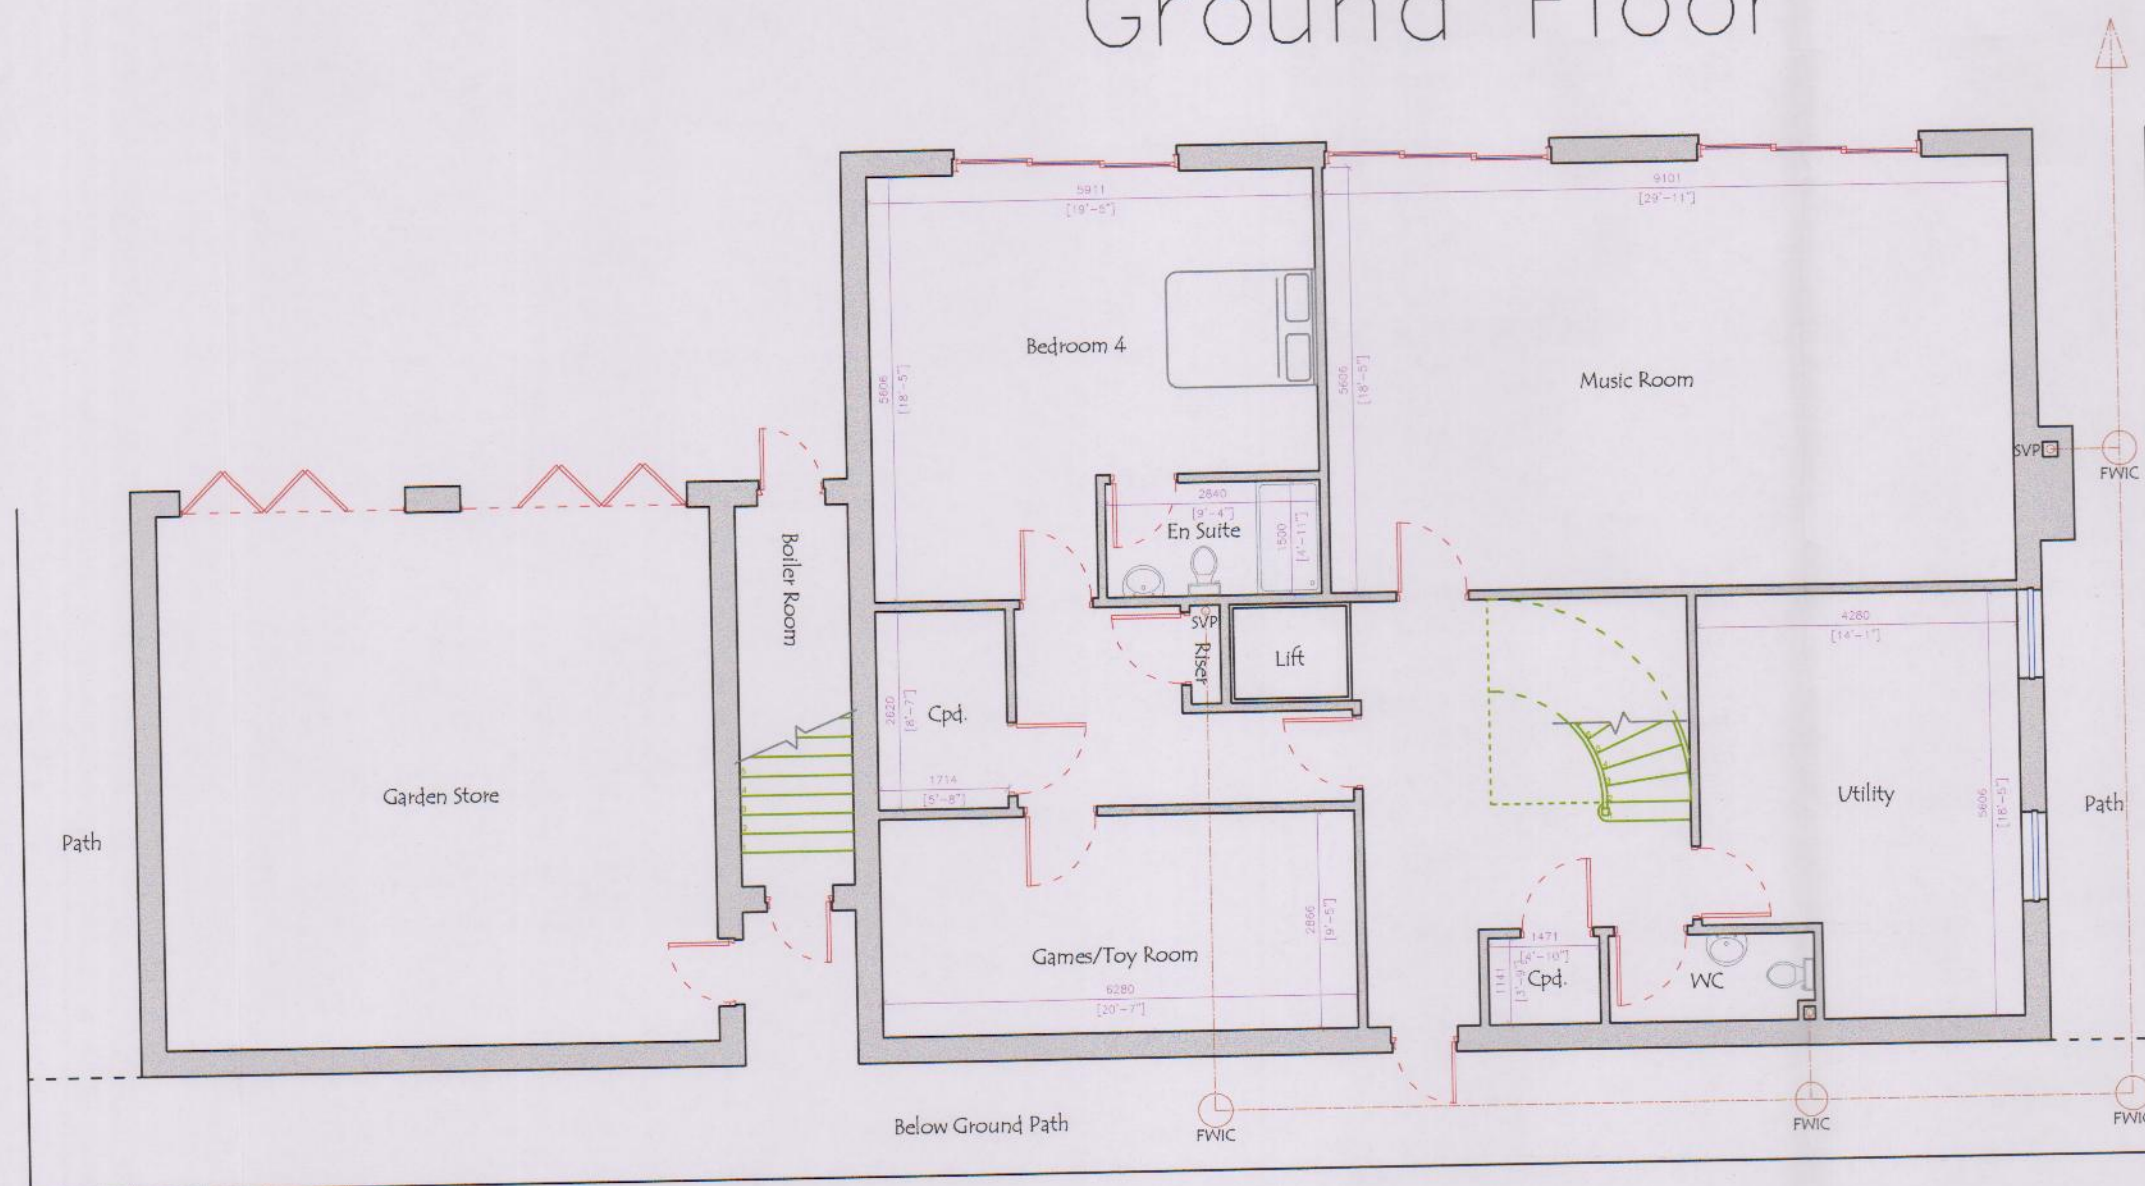 Ground Floor
5911
[19'-5"]
9101
[29'-11"]
Bedroom 4
5606
[18'-5"]
5606
[18'-5"]
Music Room
SVP
FWIC
2840
[9'-4"]
En Suite
1500
[4'-11"]
Boiler Room
SVP
Riser
Lift
4280
[14'-1"]
2620
[8'-7"]
Cpd.
1714
[5'-8"]
Garden Store
Utility
5606
[18'-5"]
Path
Path
Games/Toy Room
2866
[9'-5"]
6280
[20'-7"]
1471
[4'-10"]
1141
[3'-9"]
Cpd.
WC
Below Ground Path
FWIC
FWIC
FWIC